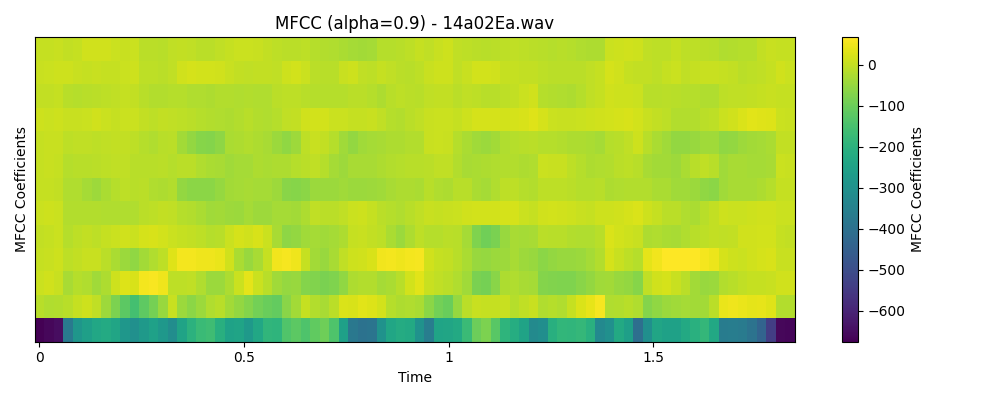 MFCC (alpha=0.9) - 14a02Ea.wav
MFCC Coefficients
0
0.5
1
1.5
Time
0
−100
−200
−300
−400
−500
−600
MFCC Coefficients